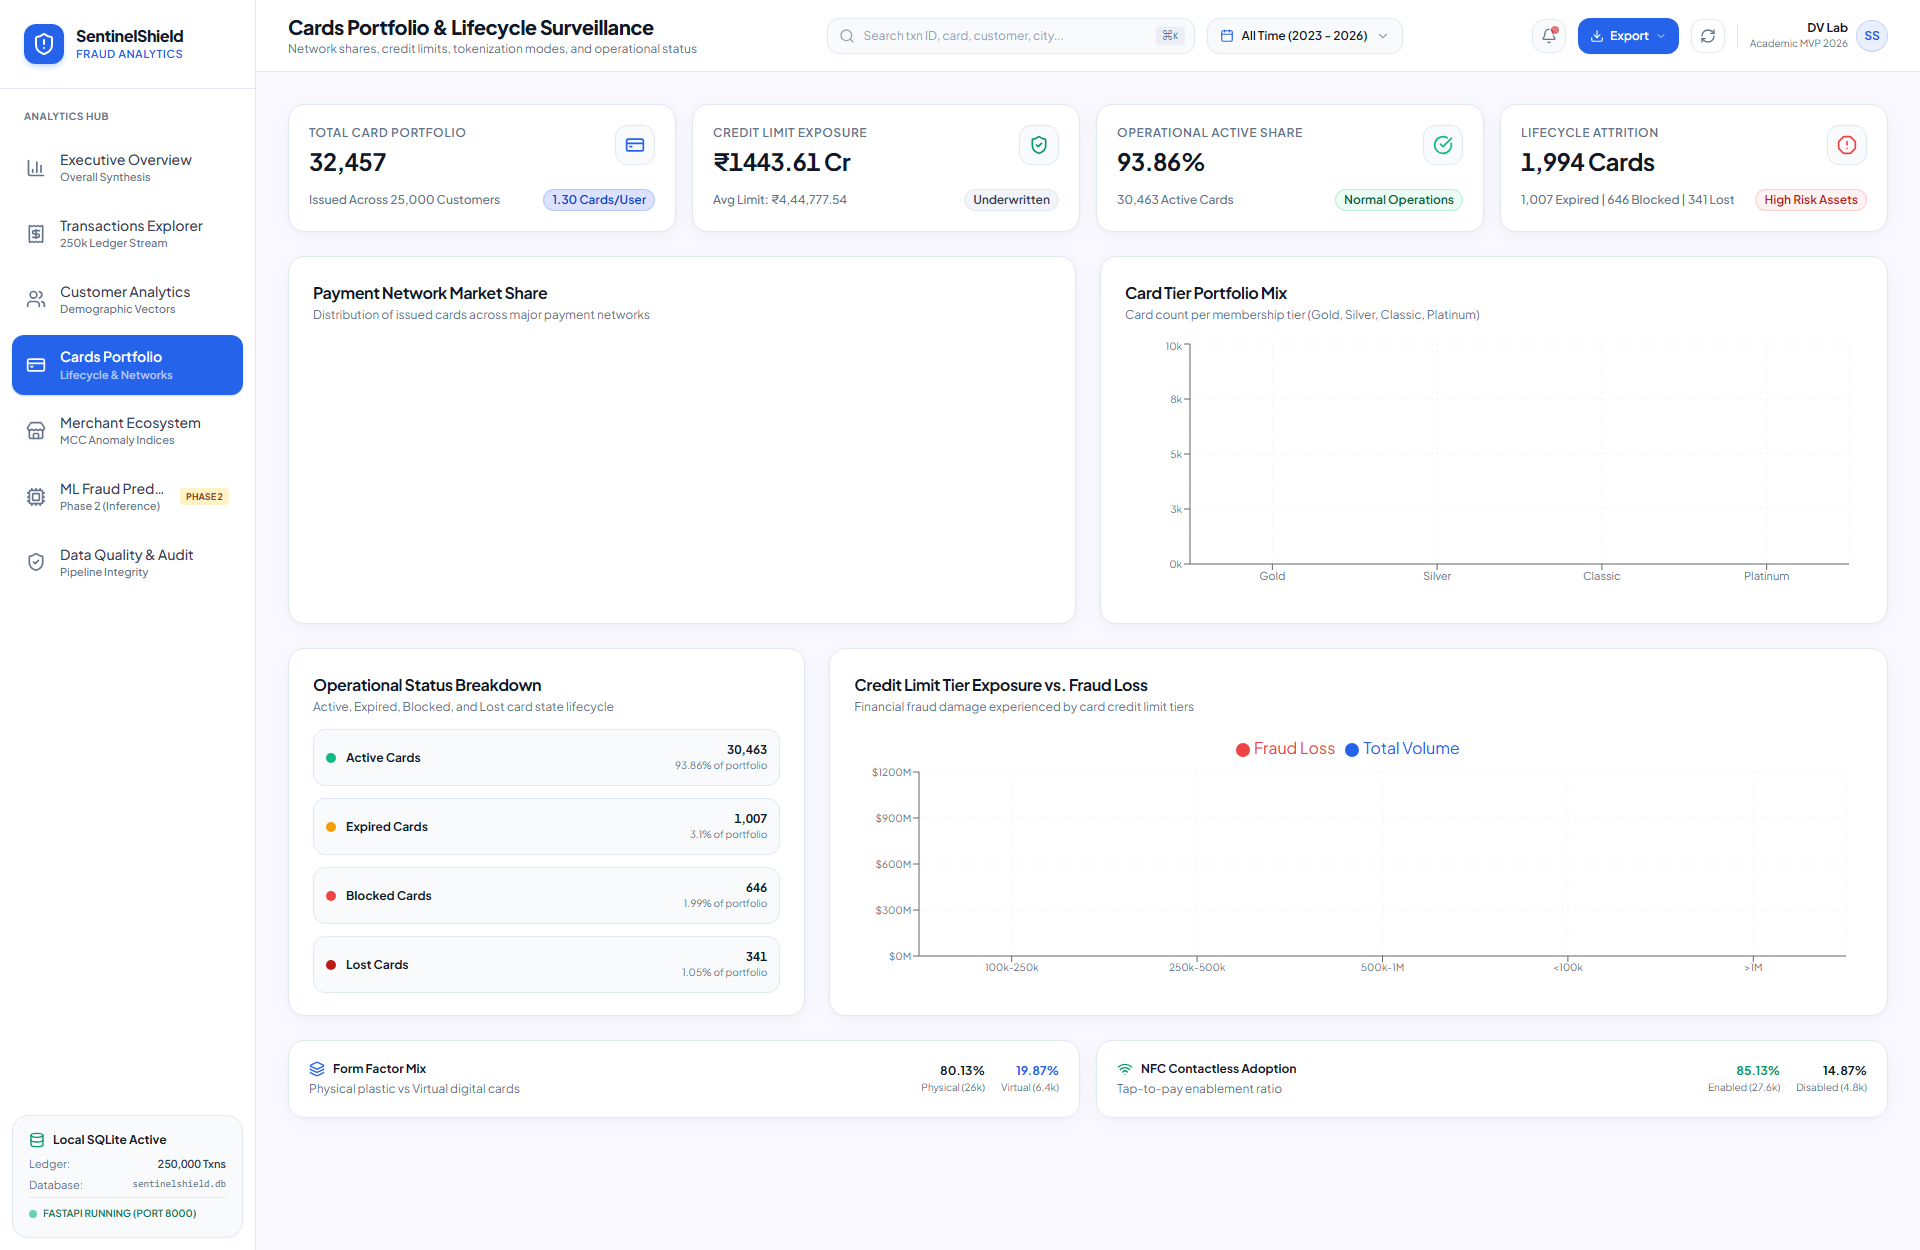 SentinelShield
FRAUD ANALYTICS
ANALYTICS HUB
Executive Overview
Overall Synthesis
Transactions Explorer
250k Ledger Stream
Customer Analytics
Demographic Vectors
Cards Portfolio
Lifecycle & Networks
Merchant Ecosystem
MCC Anomaly Indices
ML Fraud Pred...
Phase 2 (Inference)
PHASE 2
Data Quality & Audit
Pipeline Integrity
Local SQLite Active
Ledger: 250,000 Txns
Database: sentinelshield.db
FASTAPI RUNNING (PORT 8000)
Cards Portfolio & Lifecycle Surveillance
Network shares, credit limits, tokenization modes, and operational status
Search txn ID, card, customer, city... ⌘K
All Time (2023 - 2026)
Export
DV Lab
Academic MVP 2026
SS
TOTAL CARD PORTFOLIO
32,457
Issued Across 25,000 Customers
1.30 Cards/User
CREDIT LIMIT EXPOSURE
₹1443.61 Cr
Avg Limit: ₹4,44,777.54
Underwritten
OPERATIONAL ACTIVE SHARE
93.86%
30,463 Active Cards
Normal Operations
LIFECYCLE ATTRITION
1,994 Cards
1,007 Expired | 646 Blocked | 341 Lost
High Risk Assets
Payment Network Market Share
Distribution of issued cards across major payment networks
Card Tier Portfolio Mix
Card count per membership tier (Gold, Silver, Classic, Platinum)
10k
8k
5k
3k
0k
Gold Silver Classic Platinum
Operational Status Breakdown
Active, Expired, Blocked, and Lost card state lifecycle
Active Cards
30,463
93.86% of portfolio
Expired Cards
1,007
3.1% of portfolio
Blocked Cards
646
1.99% of portfolio
Lost Cards
341
1.05% of portfolio
Credit Limit Tier Exposure vs. Fraud Loss
Financial fraud damage experienced by card credit limit tiers
Fraud Loss Total Volume
$1200M
$900M
$600M
$300M
$0M
100k-250k 250k-500k 500k-1M <100k >1M
Form Factor Mix
Physical plastic vs Virtual digital cards
80.13%
Physical (26k)
19.87%
Virtual (6.4k)
NFC Contactless Adoption
Tap-to-pay enablement ratio
85.13%
Enabled (27.6k)
14.87%
Disabled (4.8k)